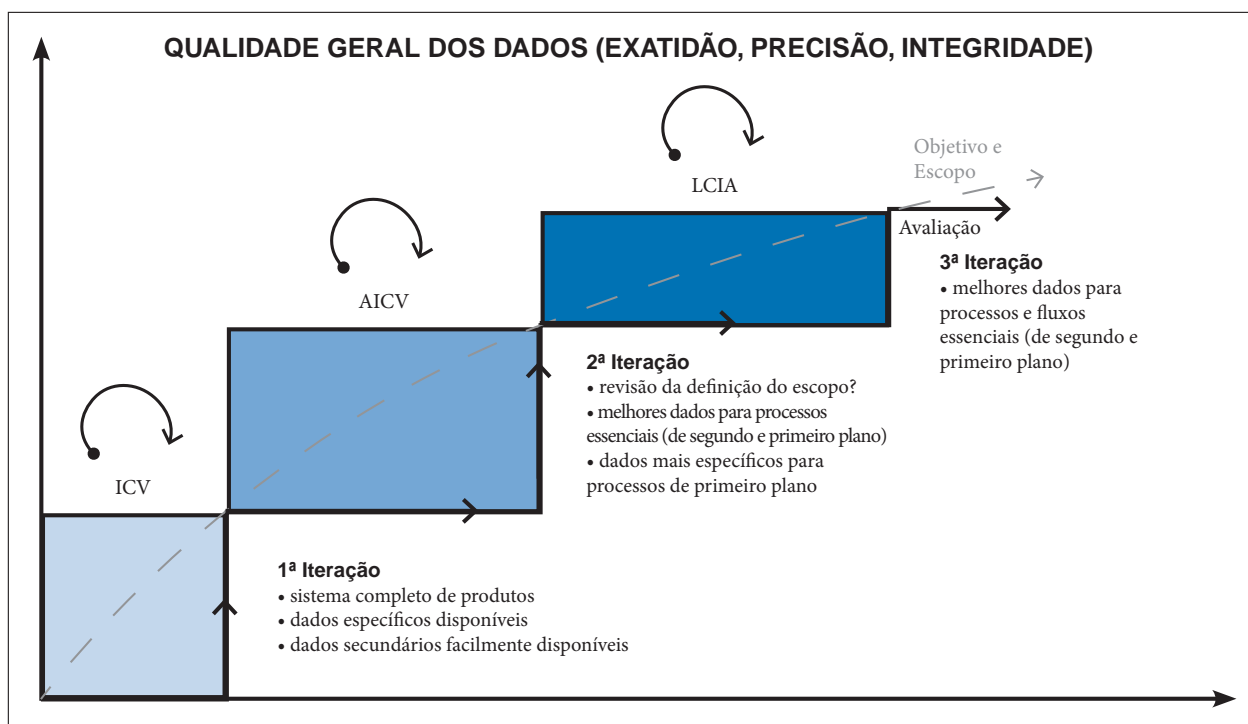 QUALIDADE GERAL DOS DADOS (EXATIDÃO, PRECISÃO, INTEGRIDADE)
Objetivo e
Escopo
LCIA
Avaliação
3ª Iteração
• melhores dados para
processos e fluxos
essenciais (de segundo e
primeiro plano)
AICV
2ª Iteração
• revisão da definição do escopo?
• melhores dados para processos
essenciais (de segundo e primeiro plano)
• dados mais específicos para
processos de primeiro plano
ICV
1ª Iteração
• sistema completo de produtos
• dados específicos disponíveis
• dados secundários facilmente disponíveis